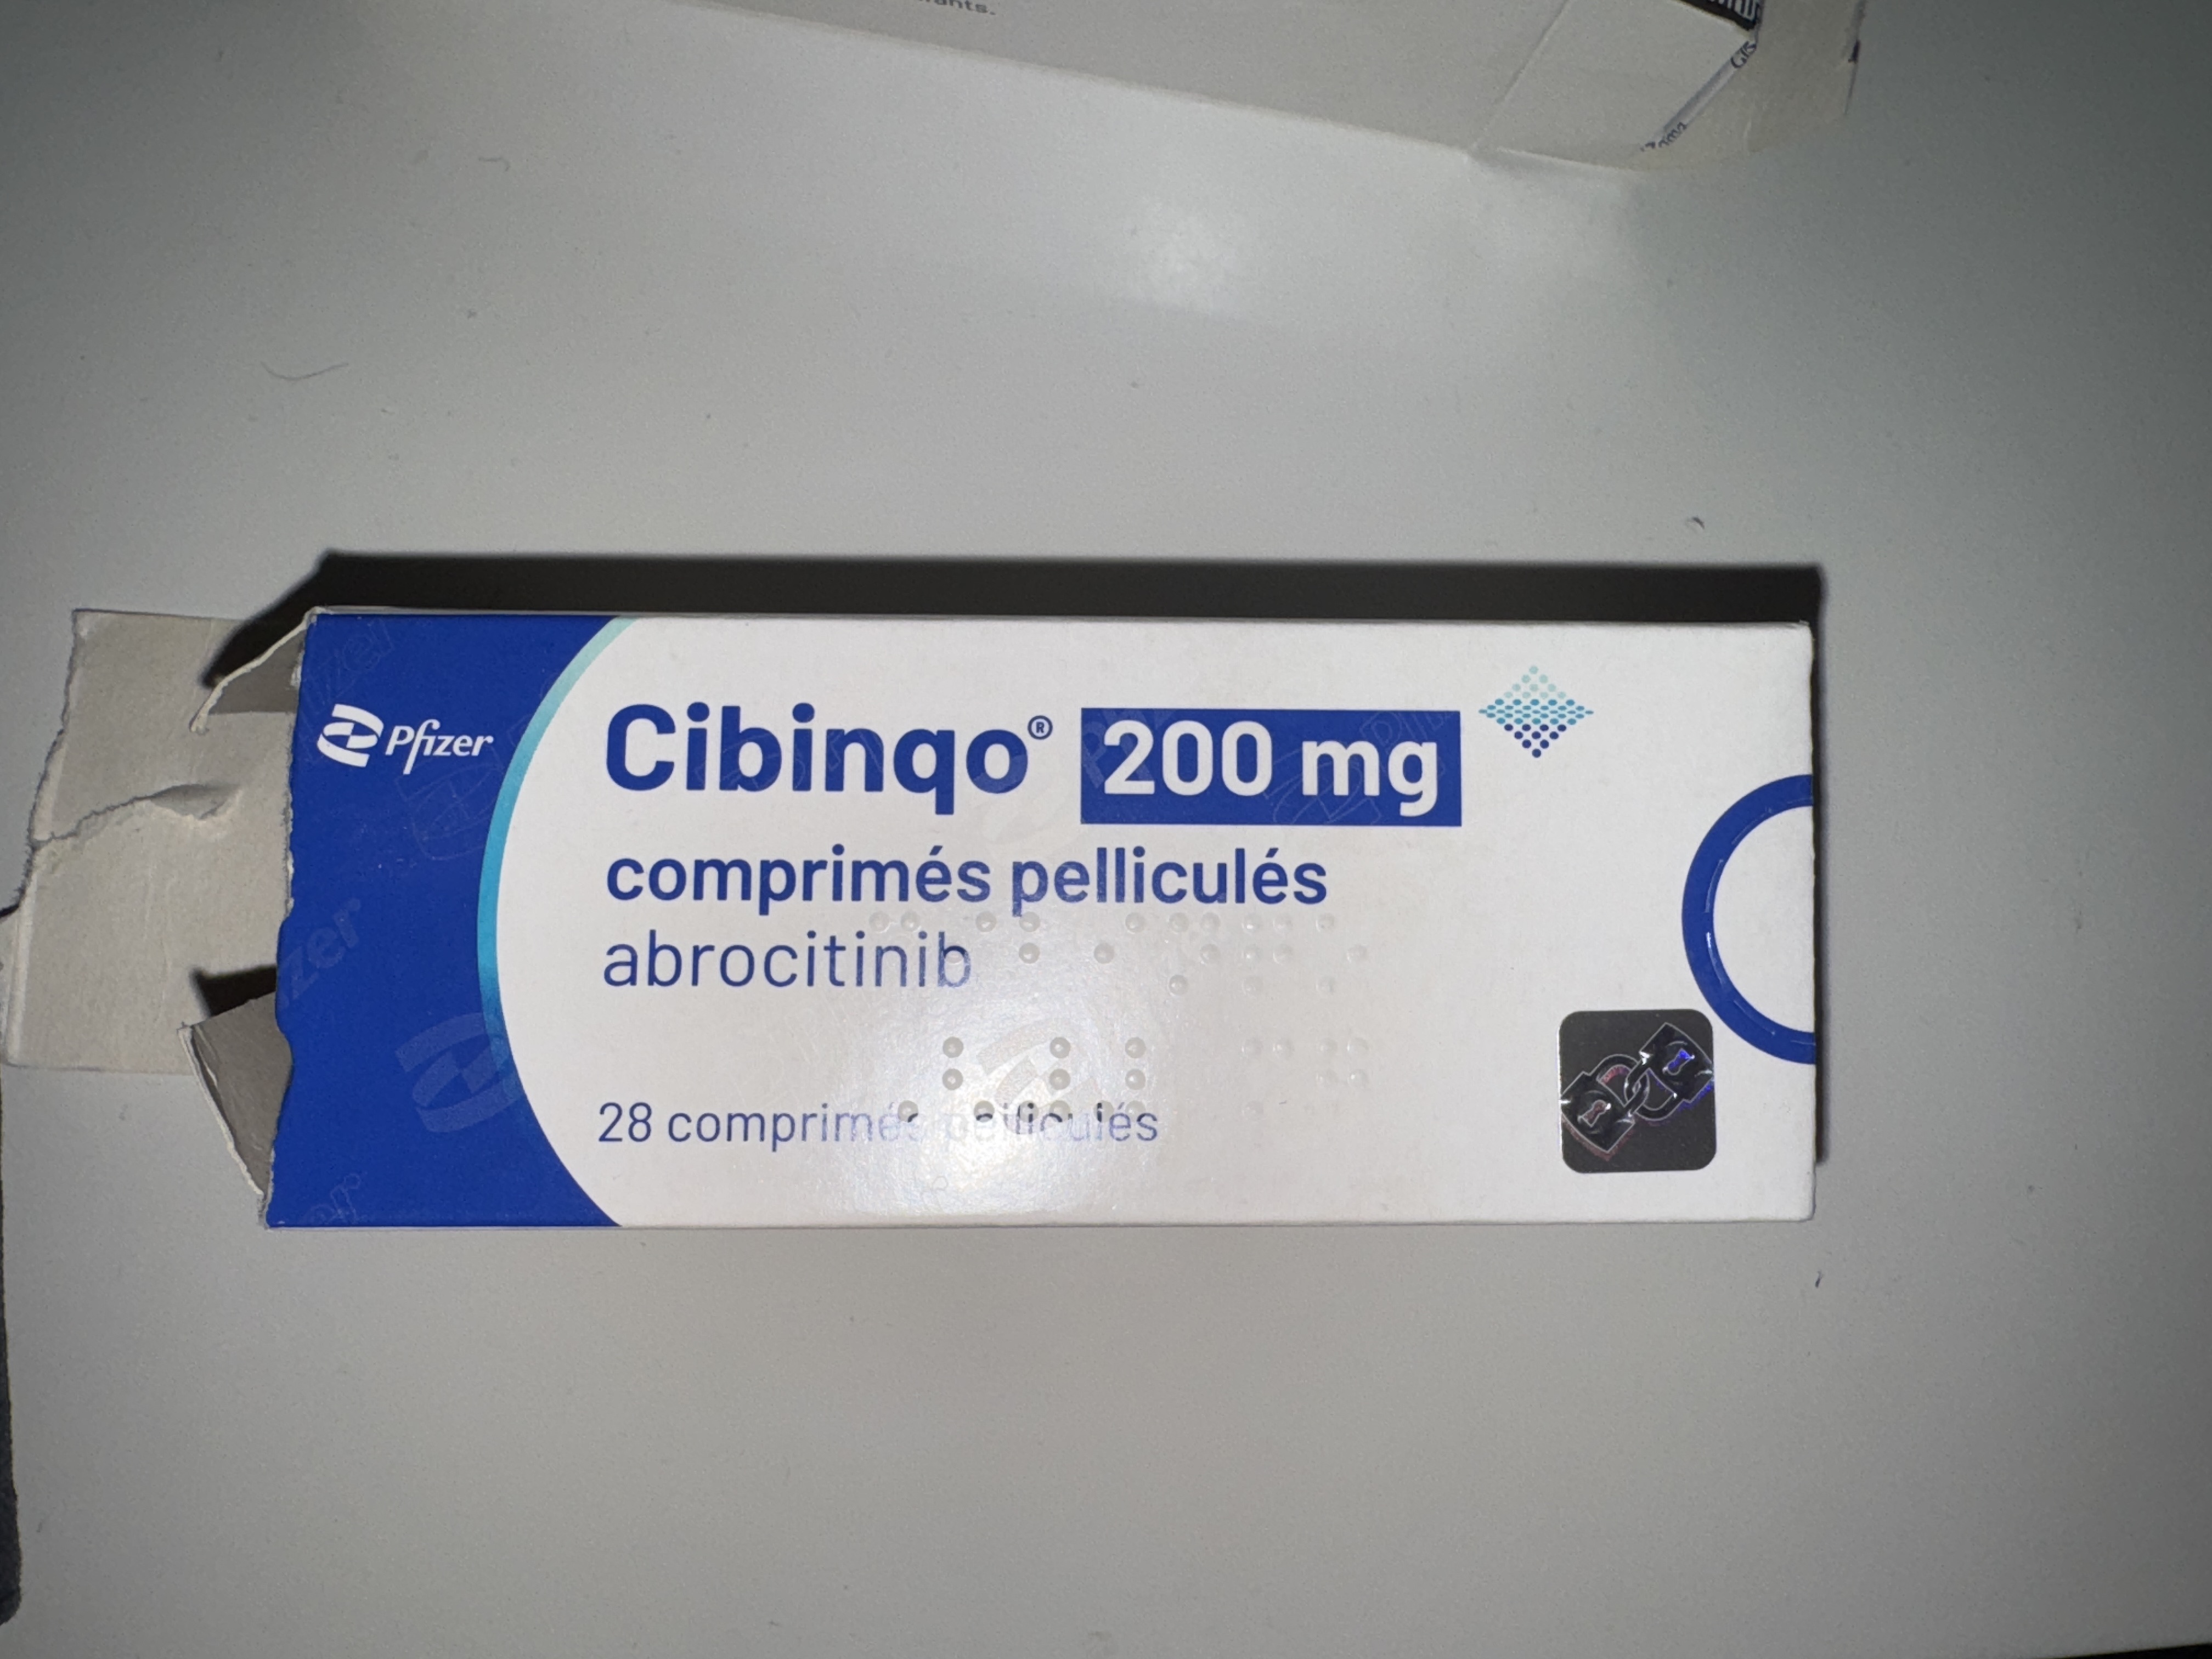 Pfizer
Cibinqo® 200 mg
comprimés pelliculés
abrocitinib
28 comprimés pelliculés